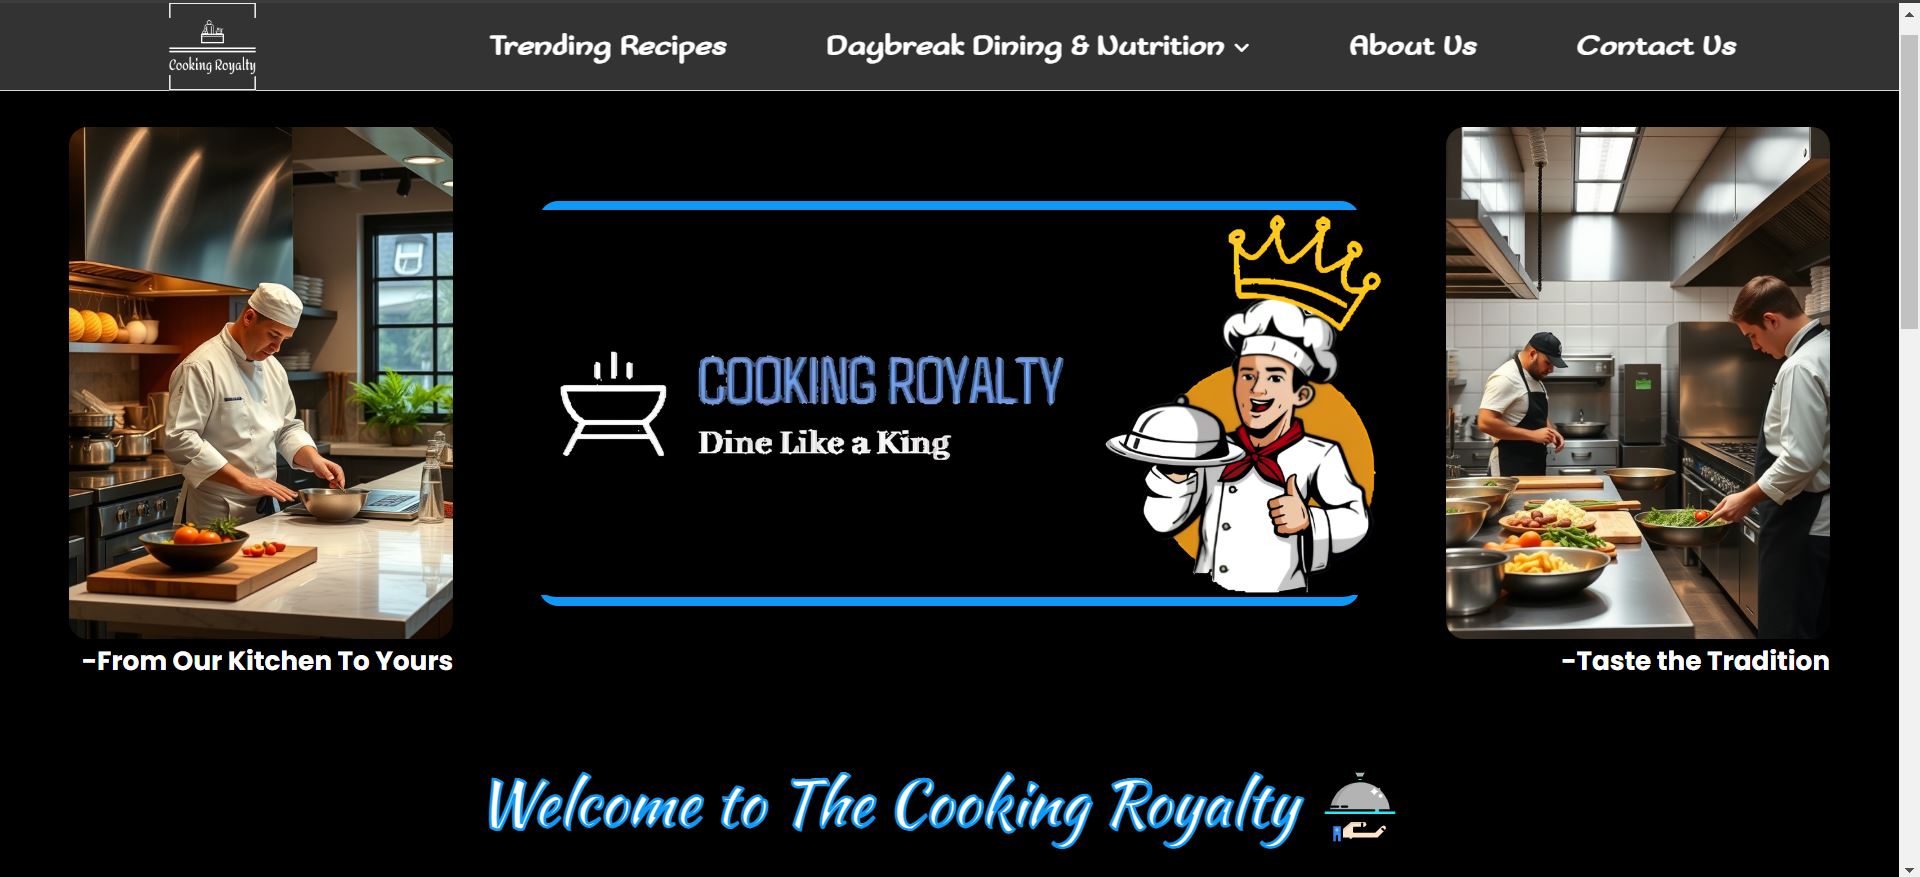 Cooking Royalty
Trending Recipes
Daybreak Dining & Nutrition
About Us
Contact Us
COOKING ROYALTY
Dine Like a King
-From Our Kitchen To Yours
-Taste the Tradition
Welcome to The Cooking Royalty